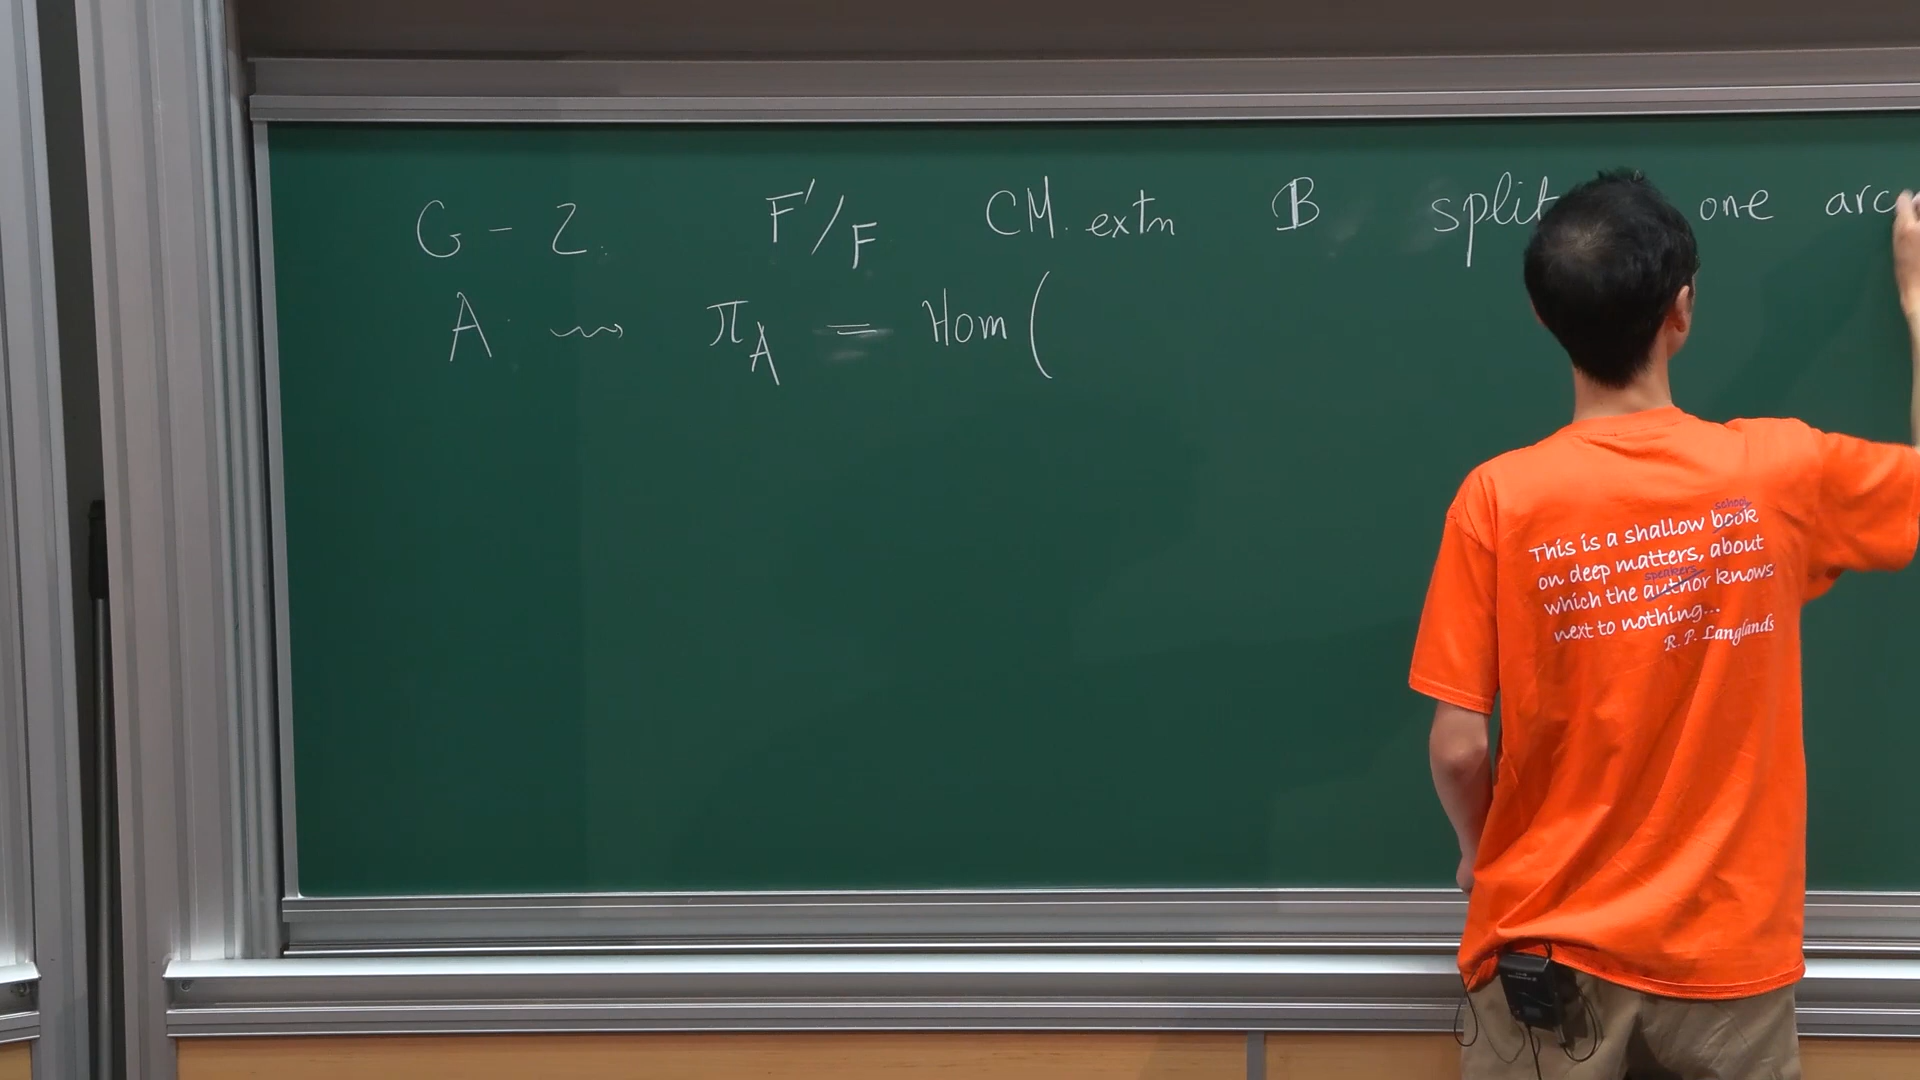 G - Z. F'/F CM. extn B split one arc
A ⇝ π_A = Hom (
school
This is a shallow book
on deep matters, about
speakers
which the author knows
next to nothing...
R. P. Langlands